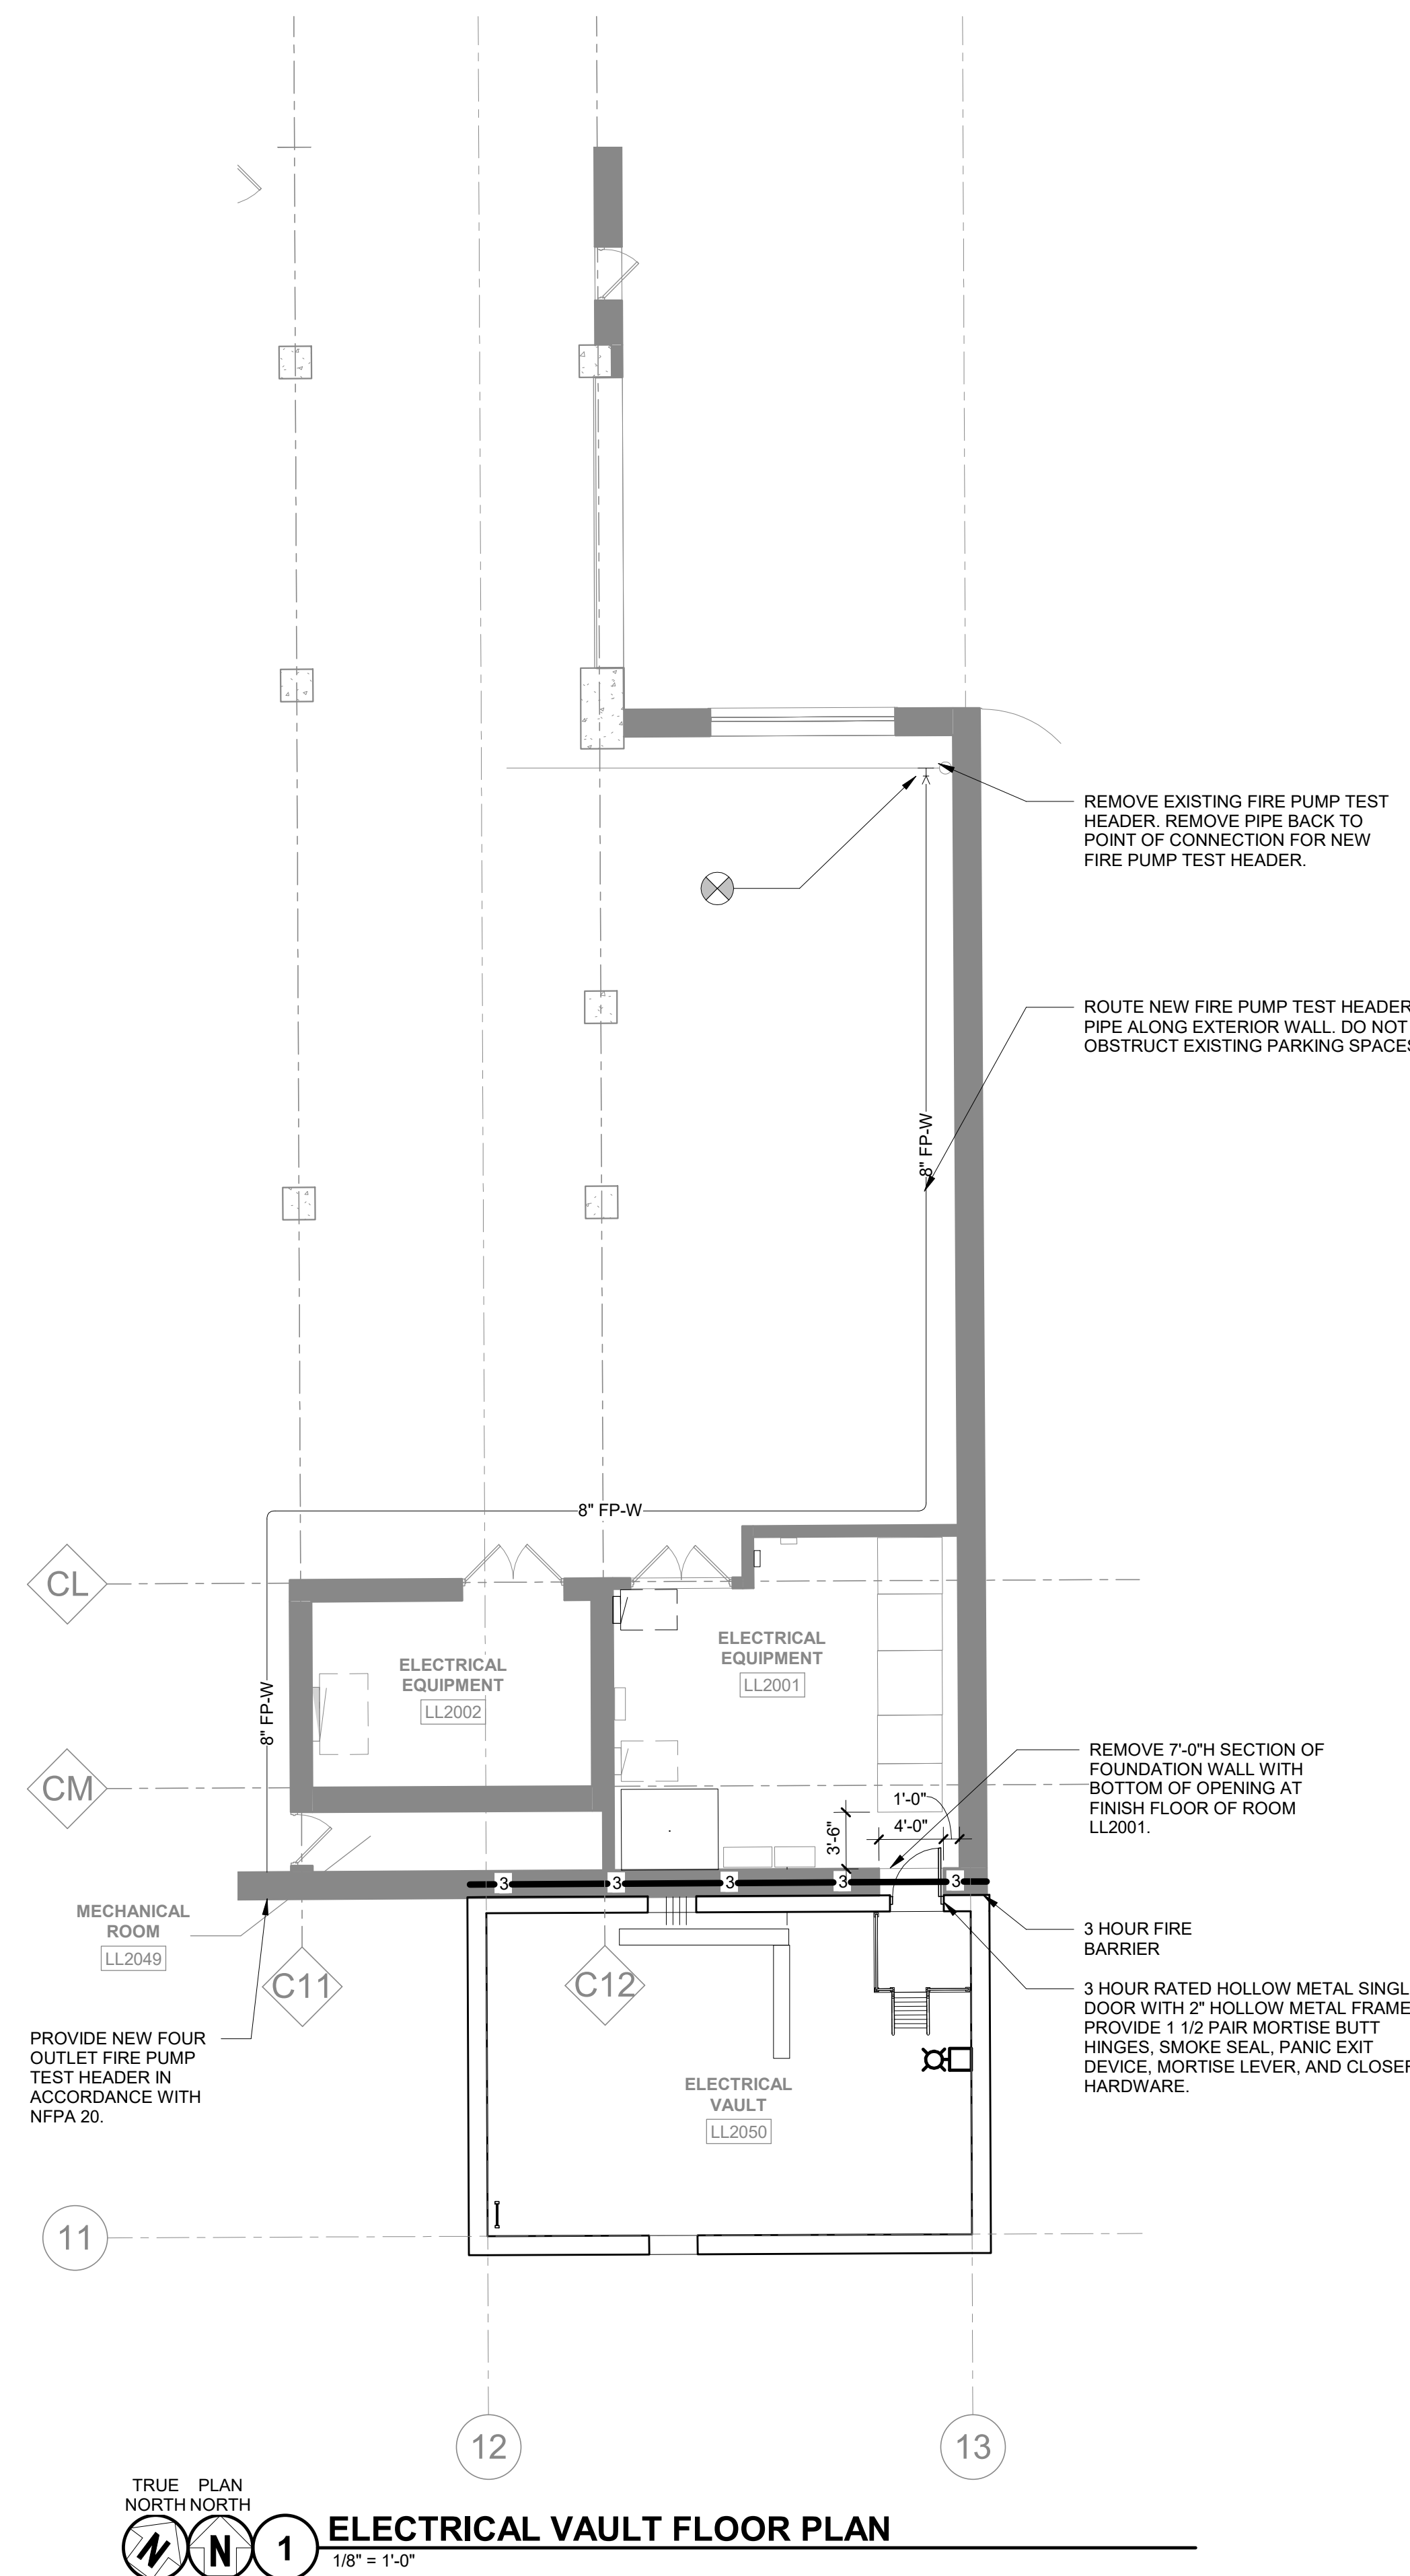 REMOVE EXISTING FIRE PUMP TEST
HEADER. REMOVE PIPE BACK TO
POINT OF CONNECTION FOR NEW
FIRE PUMP TEST HEADER.
ROUTE NEW FIRE PUMP TEST HEADER
PIPE ALONG EXTERIOR WALL. DO NOT
OBSTRUCT EXISTING PARKING SPACES
8" FP-W
8" FP-W
CL
ELECTRICAL
EQUIPMENT
LL2001
ELECTRICAL
EQUIPMENT
LL2002
8" FP-W
CM
REMOVE 7'-0"H SECTION OF
FOUNDATION WALL WITH
BOTTOM OF OPENING AT
FINISH FLOOR OF ROOM
LL2001.
1'-0"
4'-0"
3'-6"
3
3
3
3
3
MECHANICAL
ROOM
LL2049
3 HOUR FIRE
BARRIER
C11
C12
3 HOUR RATED HOLLOW METAL SINGL
DOOR WITH 2" HOLLOW METAL FRAME
PROVIDE 1 1/2 PAIR MORTISE BUTT
HINGES, SMOKE SEAL, PANIC EXIT
DEVICE, MORTISE LEVER, AND CLOSER
HARDWARE.
PROVIDE NEW FOUR
OUTLET FIRE PUMP
TEST HEADER IN
ACCORDANCE WITH
NFPA 20.
ELECTRICAL
VAULT
LL2050
11
12
13
TRUE PLAN
NORTH NORTH
N N 1
ELECTRICAL VAULT FLOOR PLAN
1/8" = 1'-0"